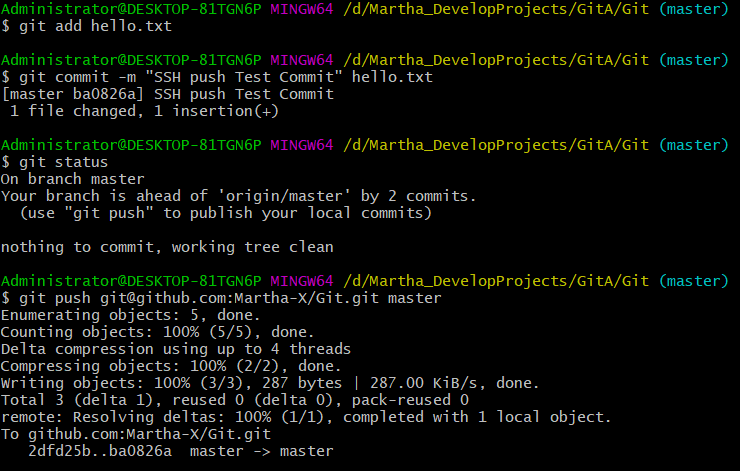 Administrator@DESKTOP-81TGN6P MINGW64 /d/Martha_DevelopProjects/GitA/Git (master)
$ git add hello.txt
Administrator@DESKTOP-81TGN6P MINGW64 /d/Martha_DevelopProjects/GitA/Git (master)
$ git commit -m "SSH push Test Commit" hello.txt
[master ba0826a] SSH push Test Commit
 1 file changed, 1 insertion(+)
Administrator@DESKTOP-81TGN6P MINGW64 /d/Martha_DevelopProjects/GitA/Git (master)
$ git status
On branch master
Your branch is ahead of 'origin/master' by 2 commits.
  (use "git push" to publish your local commits)
nothing to commit, working tree clean
Administrator@DESKTOP-81TGN6P MINGW64 /d/Martha_DevelopProjects/GitA/Git (master)
$ git push git@github.com:Martha-X/Git.git master
Enumerating objects: 5, done.
Counting objects: 100% (5/5), done.
Delta compression using up to 4 threads
Compressing objects: 100% (2/2), done.
Writing objects: 100% (3/3), 287 bytes | 287.00 KiB/s, done.
Total 3 (delta 1), reused 0 (delta 0), pack-reused 0
remote: Resolving deltas: 100% (1/1), completed with 1 local object.
To github.com:Martha-X/Git.git
   2dfd25b..ba0826a  master -> master